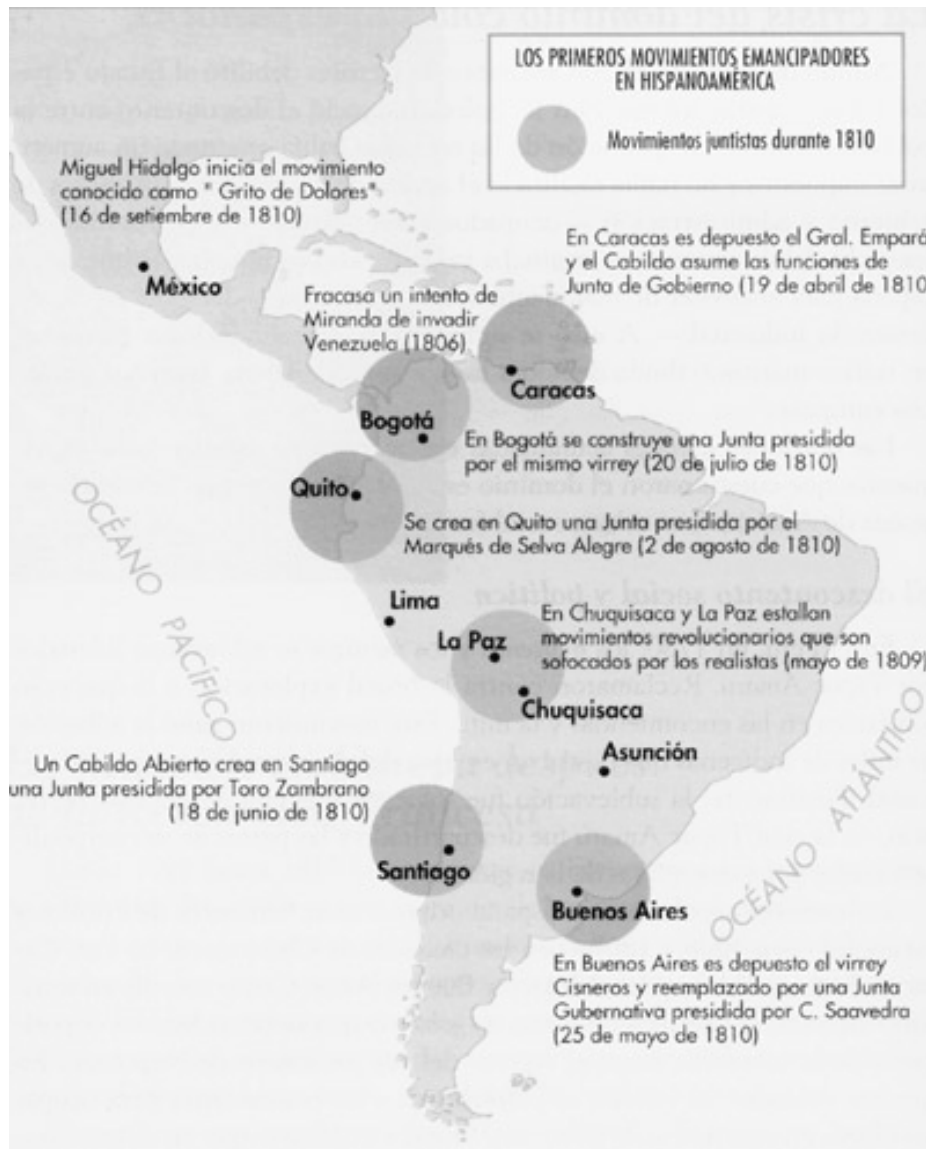 LOS PRIMEROS MOVIMIENTOS EMANCIPADORES
EN HISPANOAMÉRICA
Movimientos juntistas durante 1810
Miguel Hidalgo inicia el movimiento
conocido como " Grito de Dolores"
(16 de setiembre de 1810)
México
En Caracas es depuesto el Gral. Empará
y el Cabildo asume las funciones de
Junta de Gobierno (19 de abril de 1810
Fracasa un intento de
Miranda de invadir
Venezuela (1806)
Caracas
Bogotá
En Bogotá se construye una Junta presidida
por el mismo virrey (20 de julio de 1810)
Quito
Se crea en Quito una Junta presidida por el
Marqués de Selva Alegre (2 de agosto de 1810)
OCÉANO PACÍFICO
Lima
En Chuquisaca y La Paz estallan
movimientos revolucionarios que son
sofocados por los realistas (mayo de 1809)
La Paz
Chuquisaca
Asunción
OCÉANO ATLÁNTICO
Un Cabildo Abierto crea en Santiago
una Junta presidida por Toro Zambrano
(18 de junio de 1810)
Santiago
Buenos Aires
En Buenos Aires es depuesto el virrey
Cisneros y reemplazado por una Junta
Gubernativa presidida por C. Saavedra
(25 de mayo de 1810)